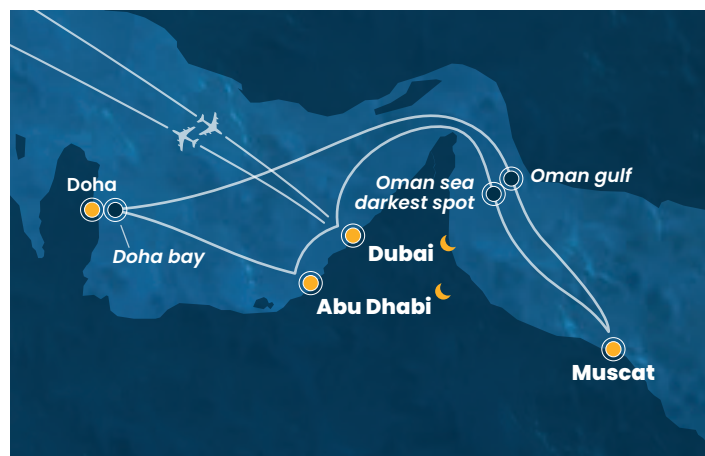 Doha
Oman sea
darkest spot
Oman gulf
Doha bay
Dubai
Abu Dhabi
Muscat